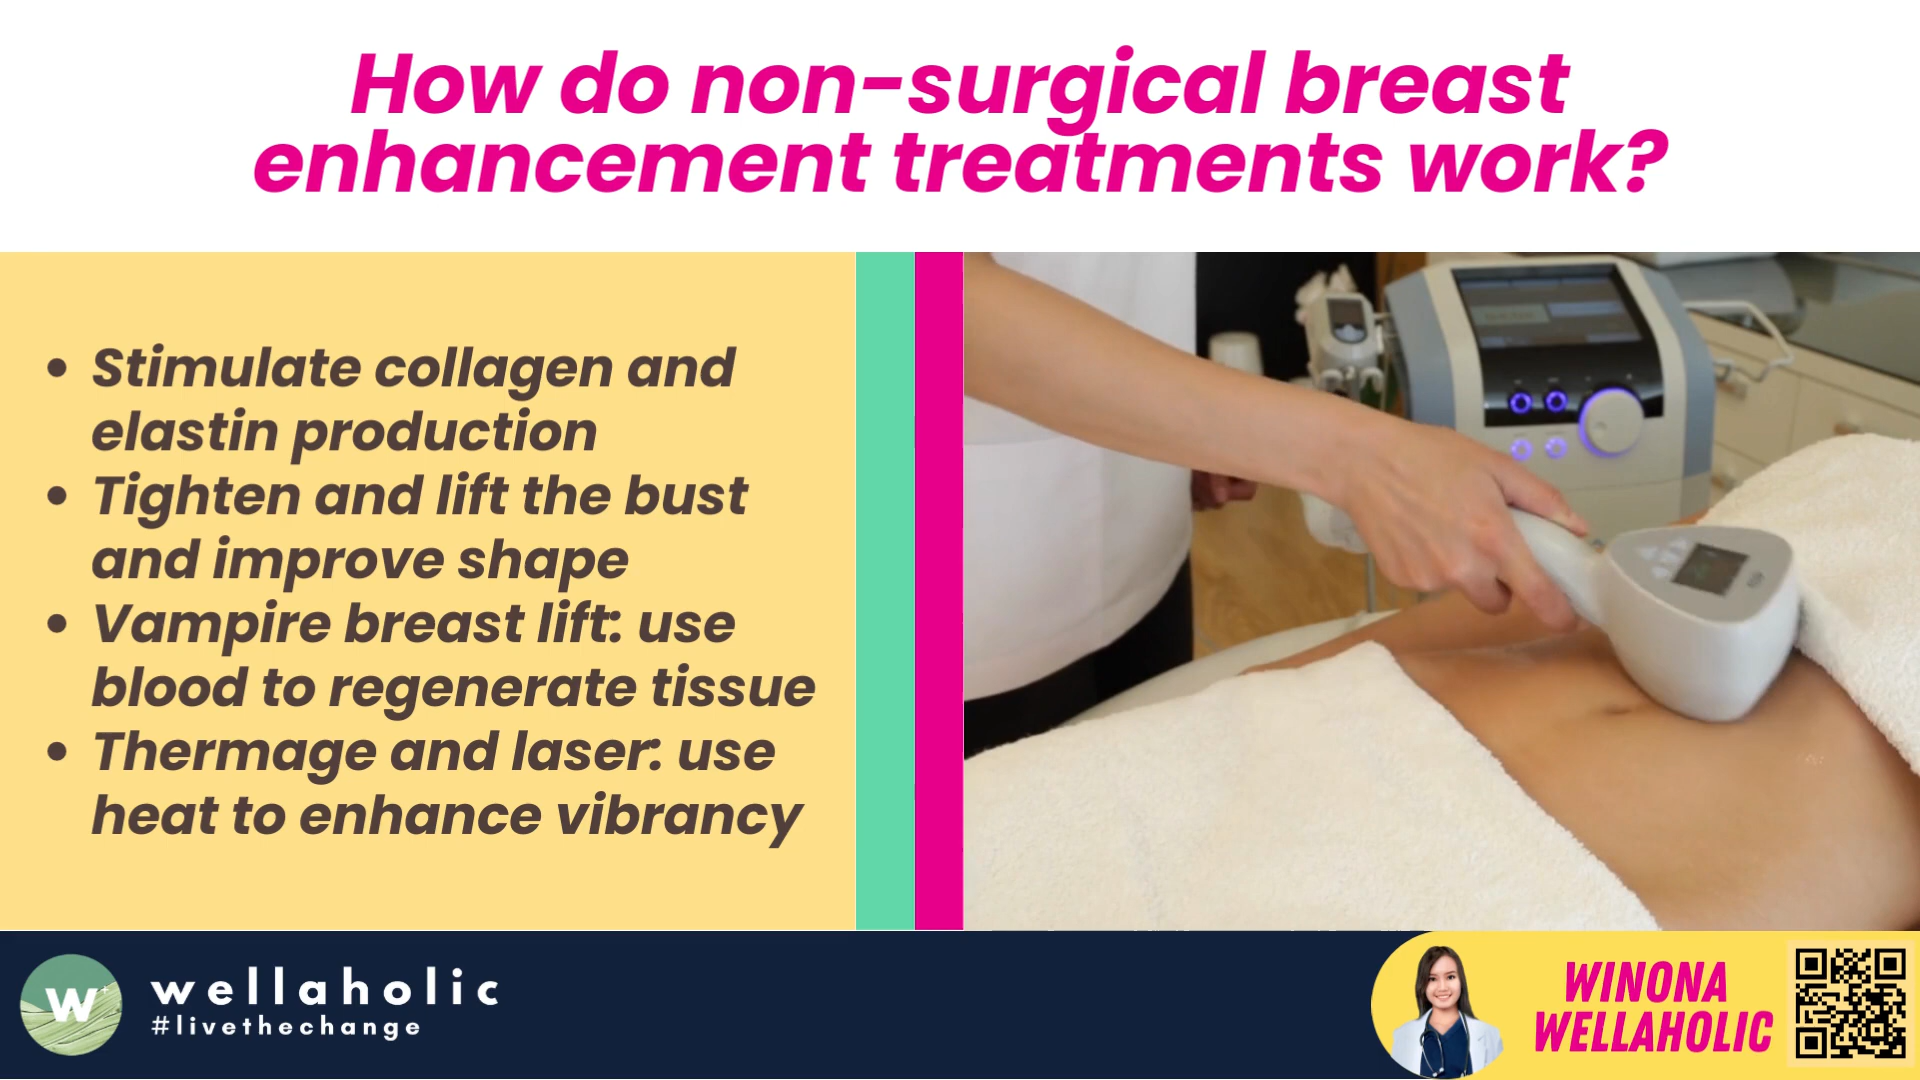 How do non-surgical breast
enhancement treatments work?
• Stimulate collagen and
elastin production
• Tighten and lift the bust
and improve shape
• Vampire breast lift: use
blood to regenerate tissue
• Thermage and laser: use
heat to enhance vibrancy
W+
wellaholic
#livethechange
WINONA
WELLAHOLIC